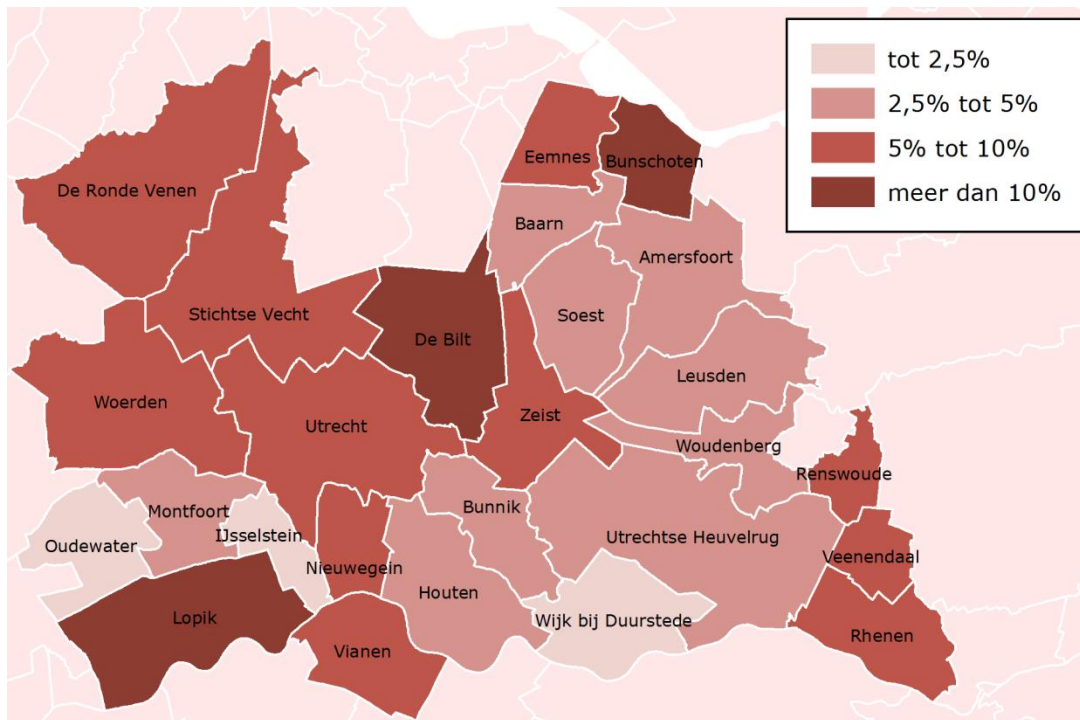 tot 2,5%
2,5% tot 5%
5% tot 10%
meer dan 10%
Eemnes
Bunschoten
De Ronde Venen
Baarn
Amersfoort
Stichtse Vecht
Soest
De Bilt
Leusden
Woerden
Zeist
Utrecht
Woudenberg
Renswoude
Bunnik
Montfoort
IJsselstein
Utrechtse Heuvelrug
Oudewater
Veenendaal
Nieuwegein
Houten
Lopik
Wijk bij Duurstede
Rhenen
Vianen